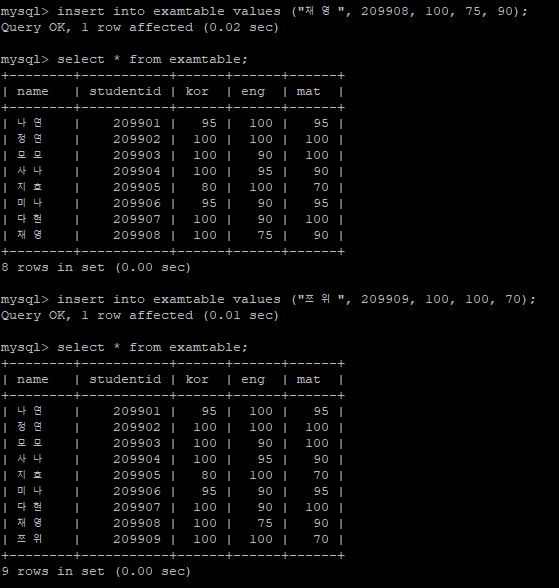 mysql> insert into examtable values ("채 영 ", 209908, 100, 75, 90);
Query OK, 1 row affected (0.02 sec)
mysql> select * from examtable;
+--------+-----------+------+------+------+
| name   | studentid | kor  | eng  | mat  |
+--------+-----------+------+------+------+
| 나 연    |    209901 |   95 |  100 |   95 |
| 정 연    |    209902 |  100 |  100 |  100 |
| 모 모    |    209903 |  100 |   90 |  100 |
| 사 나    |    209904 |  100 |   95 |   90 |
| 지 효    |    209905 |   80 |  100 |   70 |
| 미 나    |    209906 |   95 |   90 |   95 |
| 다 현    |    209907 |  100 |   90 |  100 |
| 채 영    |    209908 |  100 |   75 |   90 |
+--------+-----------+------+------+------+
8 rows in set (0.00 sec)
mysql> insert into examtable values ("쯔 위 ", 209909, 100, 100, 70);
Query OK, 1 row affected (0.01 sec)
mysql> select * from examtable;
+--------+-----------+------+------+------+
| name   | studentid | kor  | eng  | mat  |
+--------+-----------+------+------+------+
| 나 연    |    209901 |   95 |  100 |   95 |
| 정 연    |    209902 |  100 |  100 |  100 |
| 모 모    |    209903 |  100 |   90 |  100 |
| 사 나    |    209904 |  100 |   95 |   90 |
| 지 효    |    209905 |   80 |  100 |   70 |
| 미 나    |    209906 |   95 |   90 |   95 |
| 다 현    |    209907 |  100 |   90 |  100 |
| 채 영    |    209908 |  100 |   75 |   90 |
| 쯔 위    |    209909 |  100 |  100 |   70 |
+--------+-----------+------+------+------+
9 rows in set (0.00 sec)